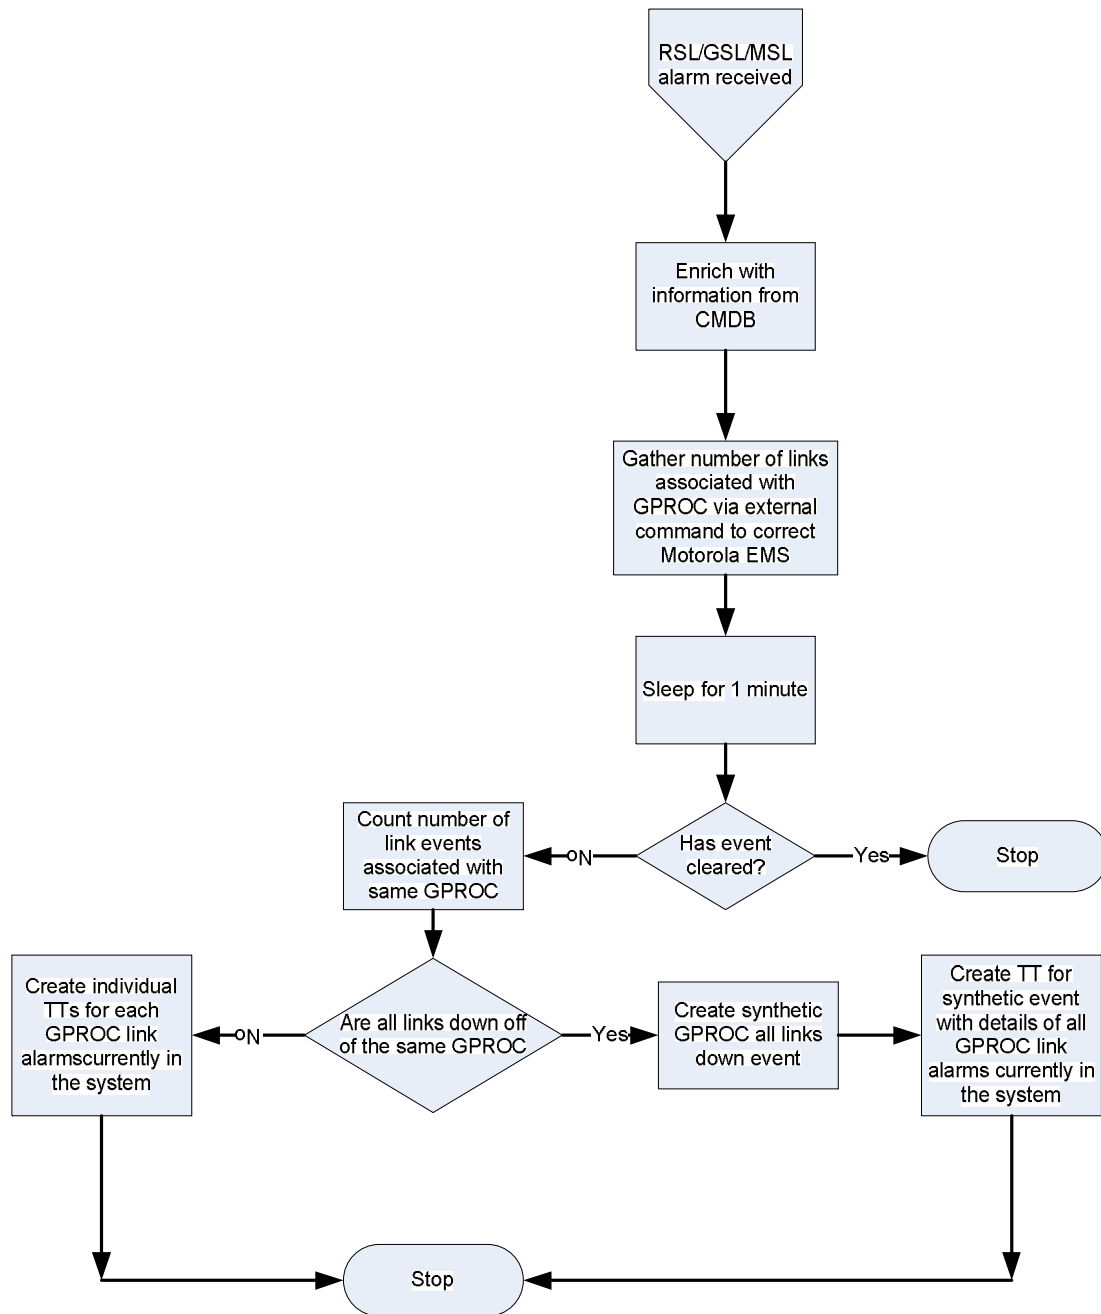 RSL/GSL/MSL
alarm received
Enrich with
information from
CMDB
Gather number of links
associated with
GPROC via external
command to correct
Motorola EMS
Sleep for 1 minute
Has event
cleared?
Yes
Stop
No
Count number of
link events
associated with
same GPROC
Are all links down off
of the same GPROC
No
Create individual
TTs for each
GPROC link
alarmscurrently in
the system
Yes
Create synthetic
GPROC all links
down event
Create TT for
synthetic event
with details of all
GPROC link
alarms currently in
the system
Stop